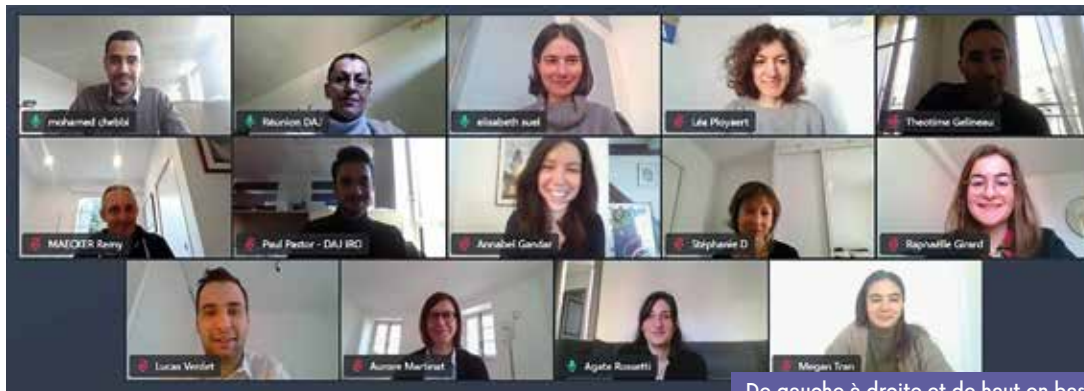 mohamed chebbi
Réunion DAJ
elisabeth suel
Léa Ployaert
Theotime Gelineau
MAECKER Remy
Paul Pastor - DAJ IRO
Annabel Gandar
Stéphanie D
Raphaëlle Girard
Lucas Verdet
Aurore Martinat
Agate Rossetti
Megan Tran
De gauche à droite et de haut en bas